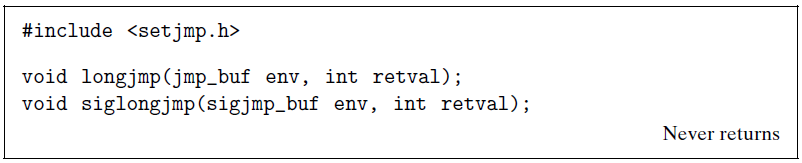 #include <setjmp.h>
void longjmp(jmp_buf env, int retval);
void siglongjmp(sigjmp_buf env, int retval);
Never returns